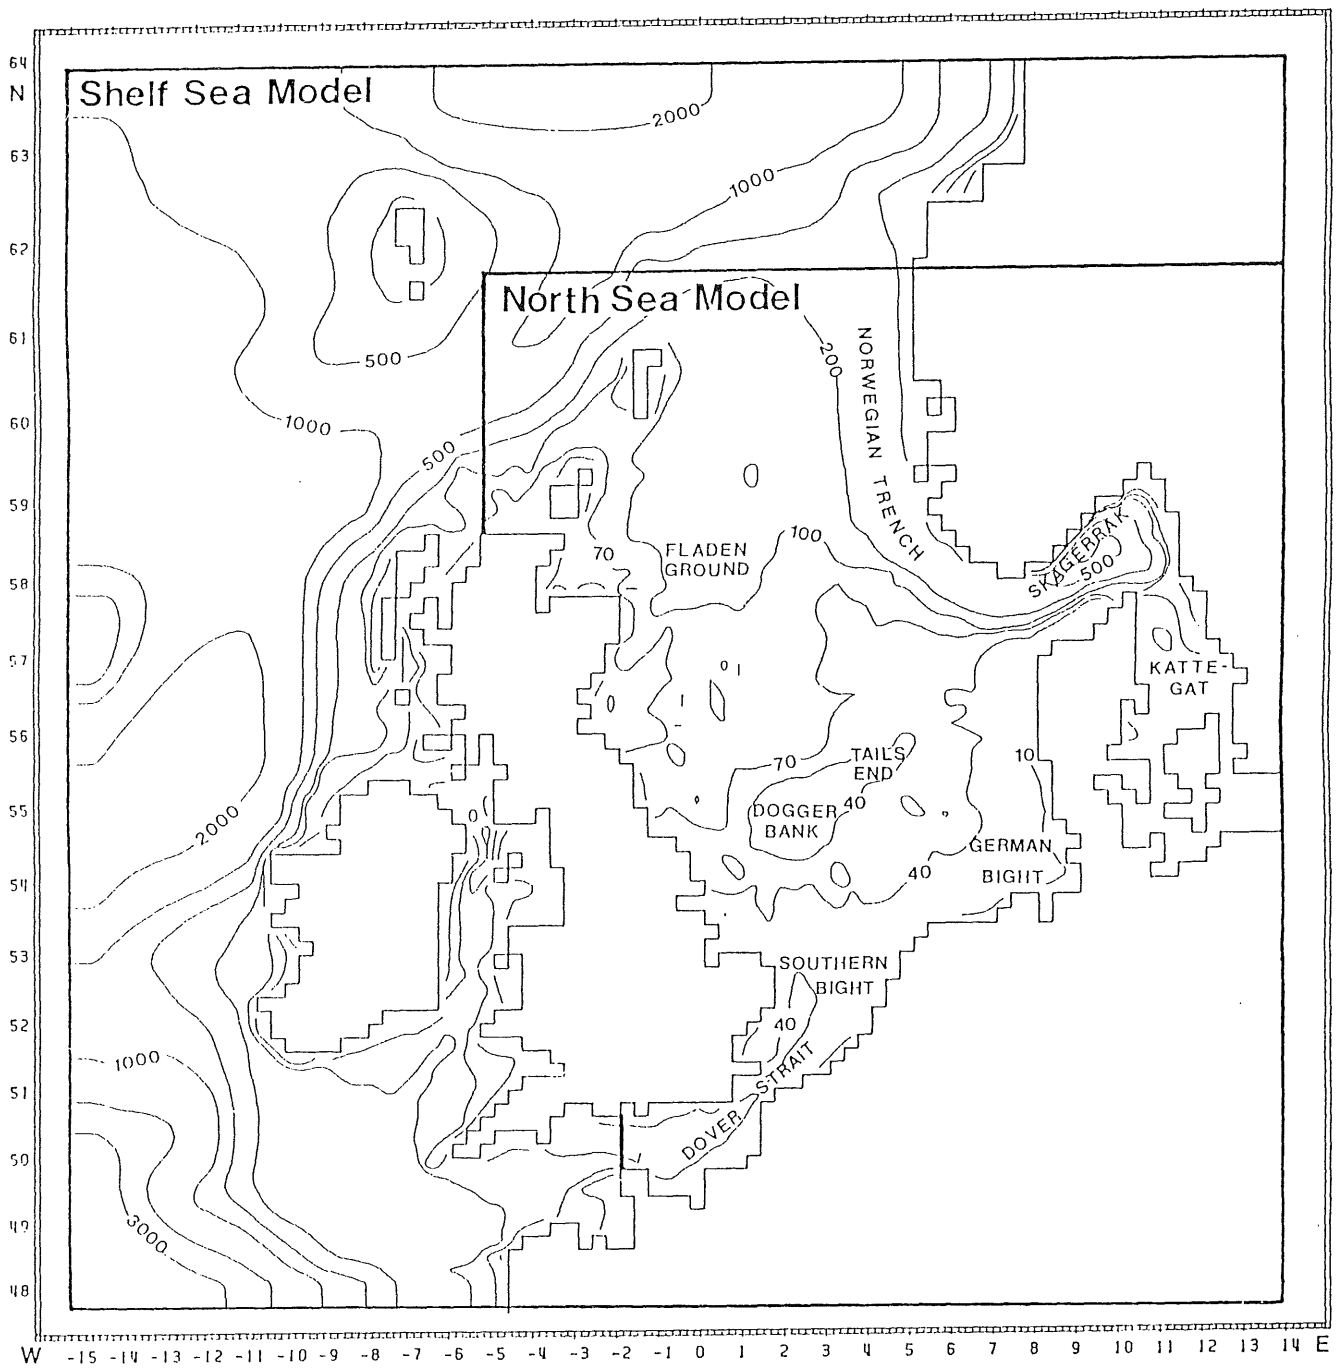 64
N
Shelf Sea Model
2000
63
1000
62
North Sea Model
61
500
200
NORWEGIAN TRENCH
60
1000
500
59
100
SKAGERRAK
70
FLADEN
GROUND
500
58
57
0
KATTE-
GAT
56
TAILS
END
70
10
55
2000
0
40
DOGGER
BANK
GERMAN
BIGHT
54
40
53
SOUTHERN
BIGHT
52
40
1000
51
DOVER STRAIT
50
49
3000
48
W -15 -14 -13 -12 -11 -10 -9 -8 -7 -6 -5 -4 -3 -2 -1 0 1 2 3 4 5 6 7 8 9 10 11 12 13 14 E